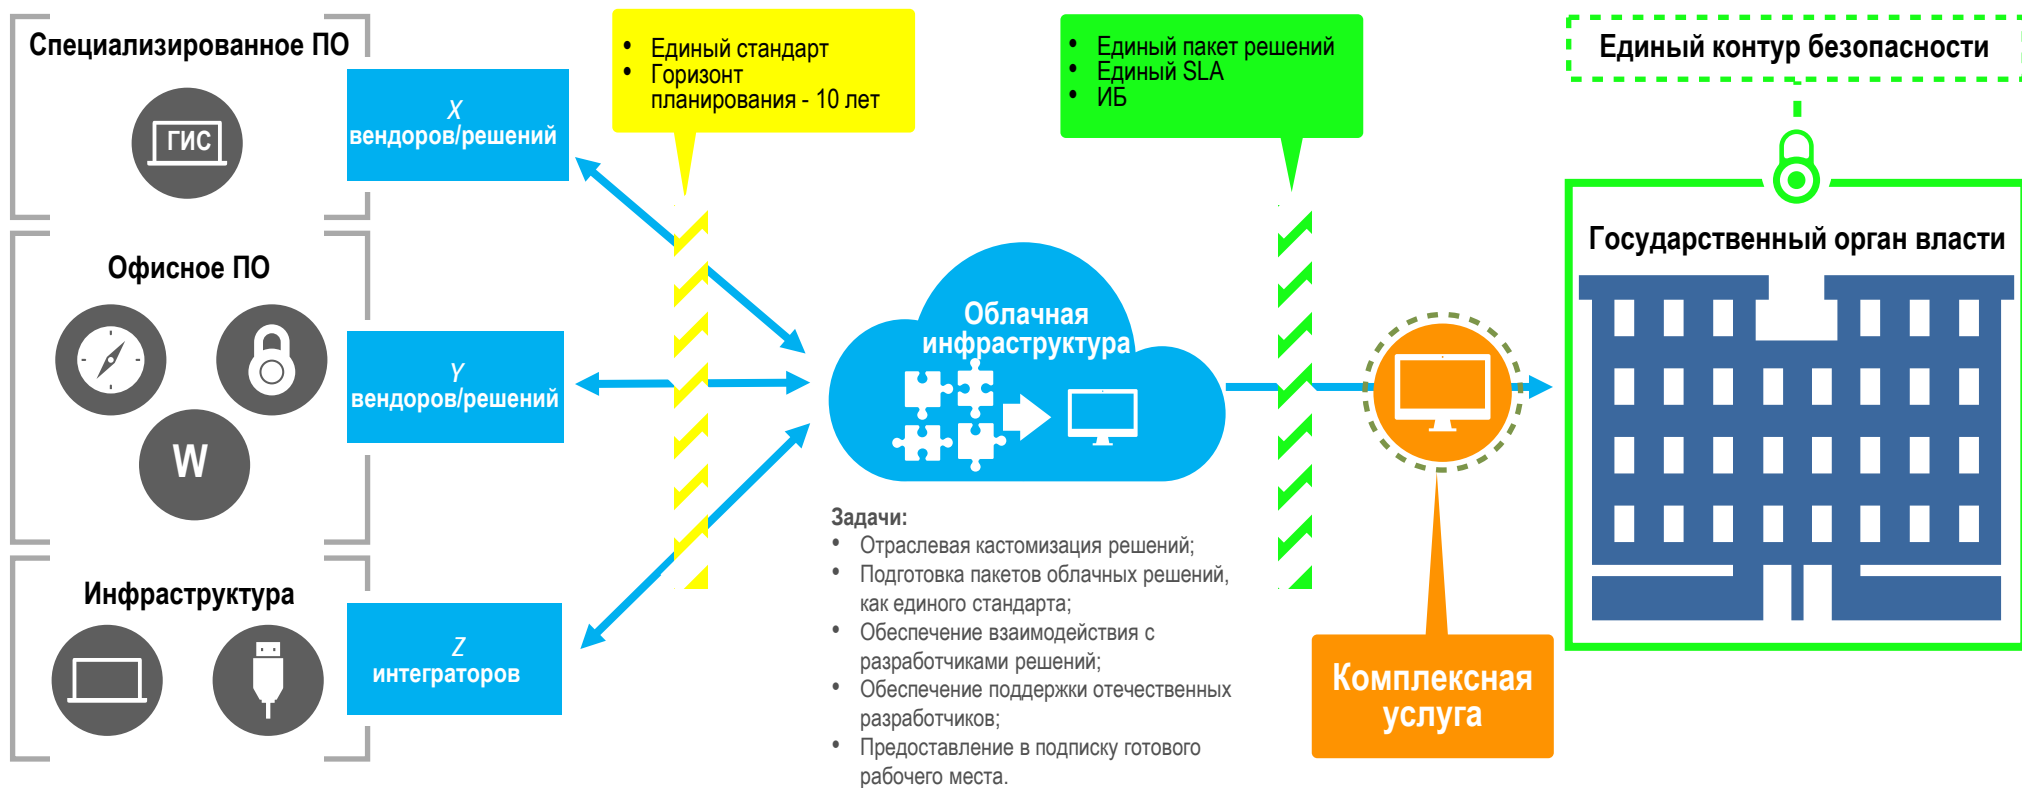 Специализированное ПО
ГИС
X
вендоров/решений
Офисное ПО
W
Y
вендоров/решений
Инфраструктура
Z
интеграторов
• Единый стандарт
• Горизонт
планирования - 10 лет
Облачная
инфраструктура
Задачи:
• Отраслевая кастомизация решений;
• Подготовка пакетов облачных решений,
как единого стандарта;
• Обеспечение взаимодействия с
разработчиками решений;
• Обеспечение поддержки отечественных
разработчиков;
• Предоставление в подписку готового
рабочего места.
• Единый пакет решений
• Единый SLA
• ИБ
Комплексная
услуга
Единый контур безопасности
Государственный орган власти